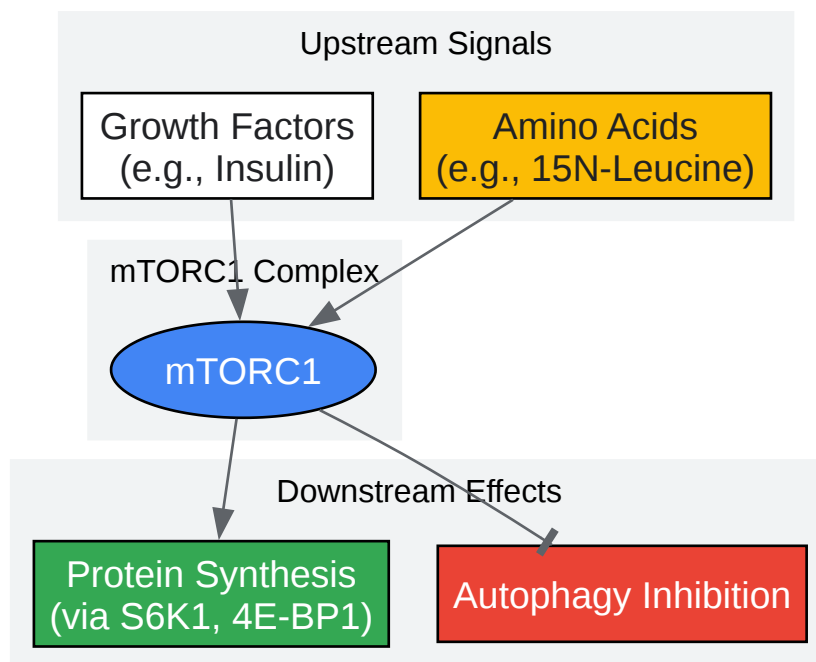 Upstream Signals
Growth Factors
(e.g., Insulin)
Amino Acids
(e.g., 15N-Leucine)
mTORC1 Complex
mTORC1
Downstream Effects
Protein Synthesis
(via S6K1, 4E-BP1)
Autophagy Inhibition